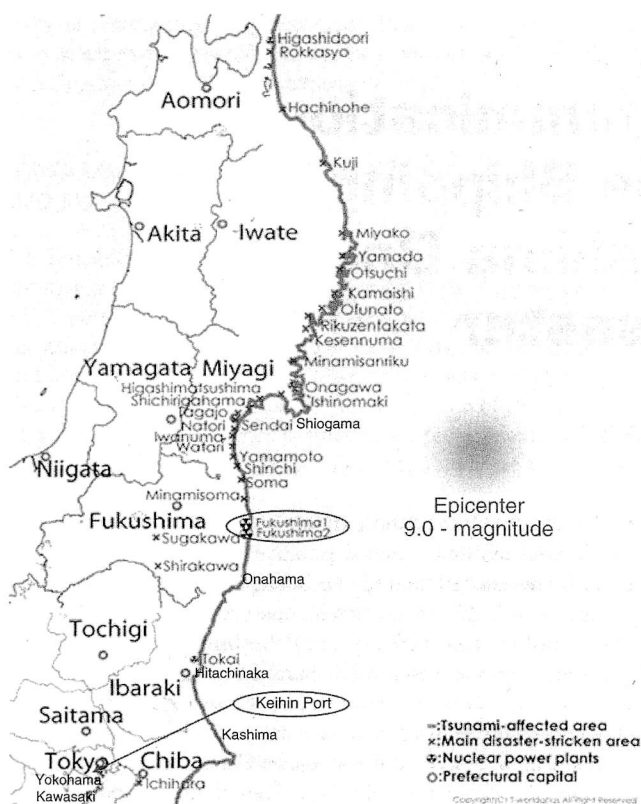 Higashidoori
Rokkasyo
Aomori
Hachinohe
Kuji
Akita
Iwate
Miyako
Yamada
Otsuchi
Kamaishi
Ofunato
Rikuzentakata
Kesennuma
Yamagata Miyagi
Minamisanriku
Higashimatsushima
Onagawa
Shichirigahama
Ishinomaki
Tagajo
Natori
Sendai
Shiogama
Iwanuma
Watari
Yamamoto
Niigata
Shinchi
Soma
Minamisoma
Epicenter
9.0 - magnitude
Fukushima
Fukushima1
Fukushima2
Sugakawa
Shirakawa
Onahama
Tochigi
Tokai
Hitachinaka
Ibaraki
Keihin Port
Saitama
Kashima
Tokyo
Chiba
Yokohama
Ichihara
Kawasaki
=:Tsunami-affected area
×:Main disaster-stricken area
☢:Nuclear power plants
○:Prefectural capital